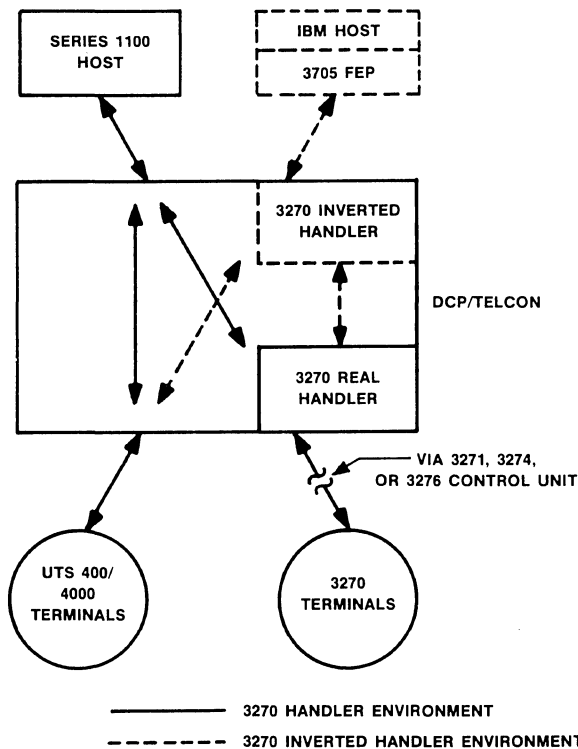 SERIES 1100
HOST
IBM HOST
3705 FEP
3270 INVERTED
HANDLER
DCP/TELCON
3270 REAL
HANDLER
VIA 3271, 3274,
OR 3276 CONTROL UNIT
UTS 400/
4000
TERMINALS
3270
TERMINALS
3270 HANDLER ENVIRONMENT
3270 INVERTED HANDLER ENVIRONMENT